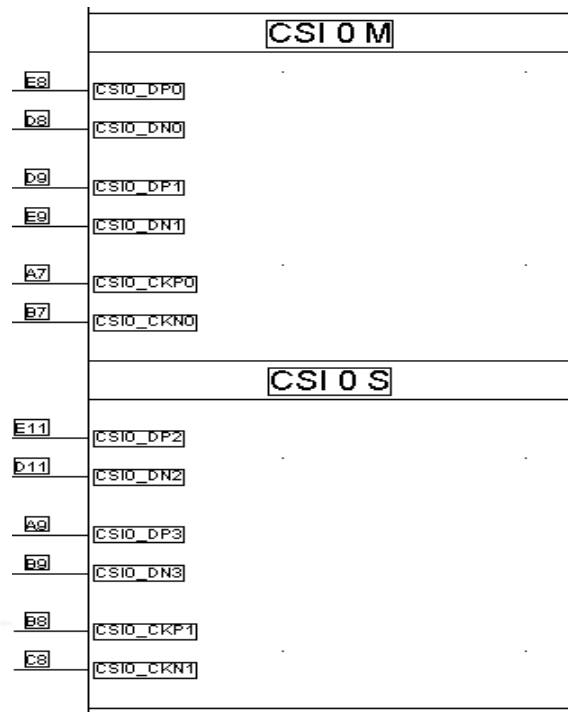 CSI 0 M
E8 CSI0_DP0
D8 CSI0_DN0
D9 CSI0_DP1
E9 CSI0_DN1
A7 CSI0_CKP0
B7 CSI0_CKN0
CSI 0 S
E11 CSI0_DP2
D11 CSI0_DN2
A9 CSI0_DP3
B9 CSI0_DN3
B8 CSI0_CKP1
C8 CSI0_CKN1